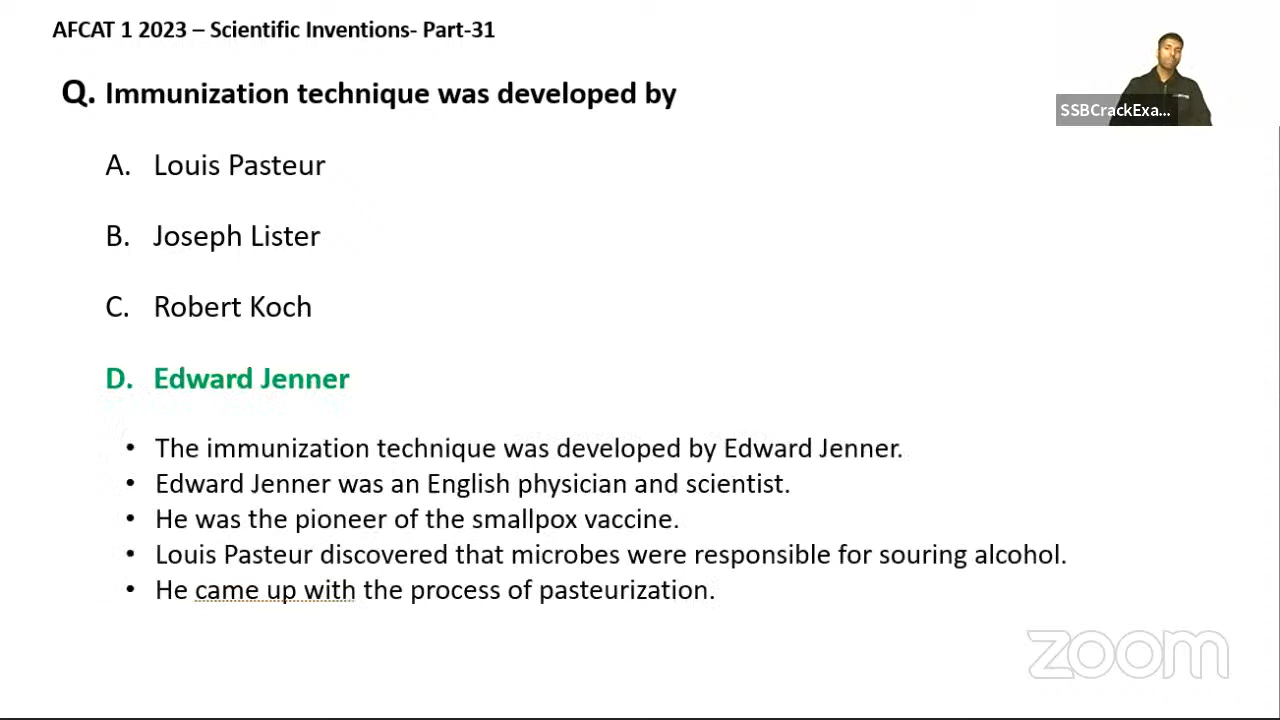 AFCAT 1 2023 – Scientific Inventions- Part-31
SSBCrackExa...
Q. Immunization technique was developed by
A. Louis Pasteur
B. Joseph Lister
C. Robert Koch
D. Edward Jenner
• The immunization technique was developed by Edward Jenner.
• Edward Jenner was an English physician and scientist.
• He was the pioneer of the smallpox vaccine.
• Louis Pasteur discovered that microbes were responsible for souring alcohol.
• He came up with the process of pasteurization.
zoom